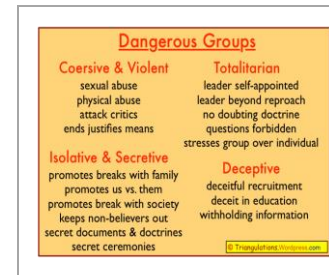 Dangerous Groups
Coersive & Violent
sexual abuse
physical abuse
attack critics
ends justifies means
Totalitarian
leader self-appointed
leader beyond reproach
no doubting doctrine
questions forbidden
stresses group over individual
Isolative & Secretive
promotes breaks with family
promotes us vs. them
promotes break with society
keeps non-believers out
secret documents & doctrines
secret ceremonies
Deceptive
deceitful recruitment
deceit in education
withholding information
© Triangulations.Wordpress.com